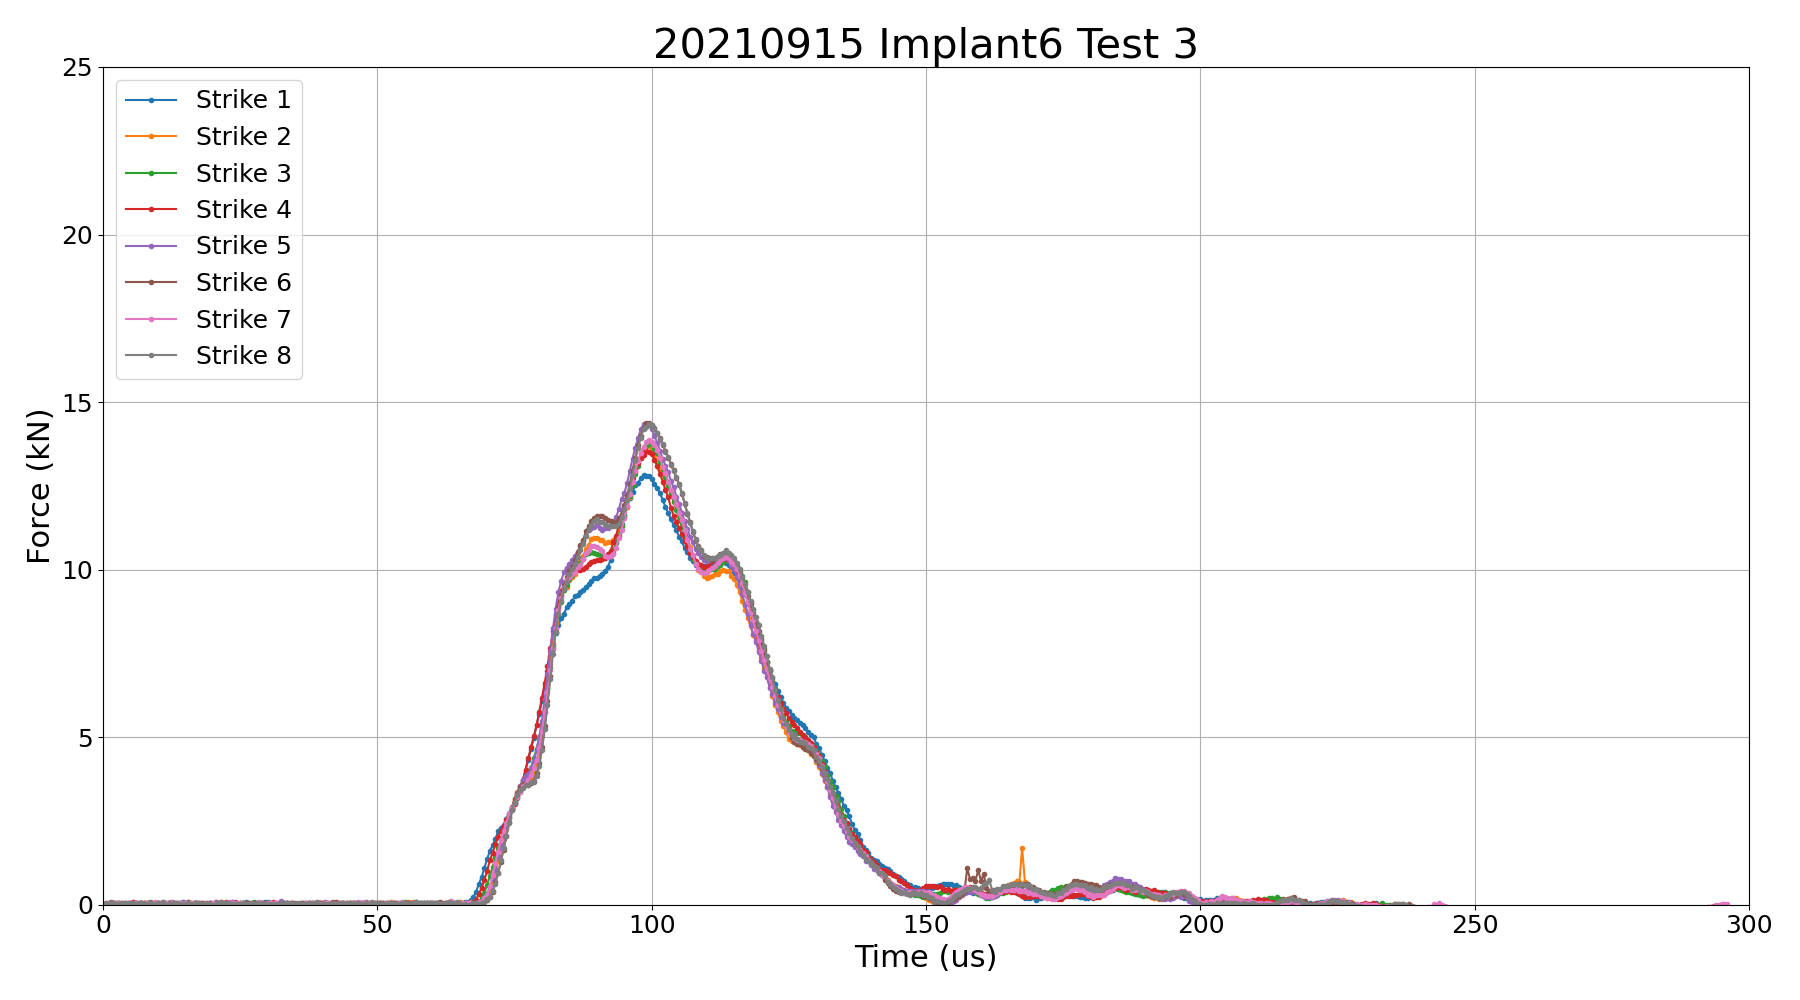 20210915 Implant6 Test 3
25
20
15
10
5
0
Force (kN)
Strike 1
Strike 2
Strike 3
Strike 4
Strike 5
Strike 6
Strike 7
Strike 8
0 50 100 150 200 250 300
Time (us)